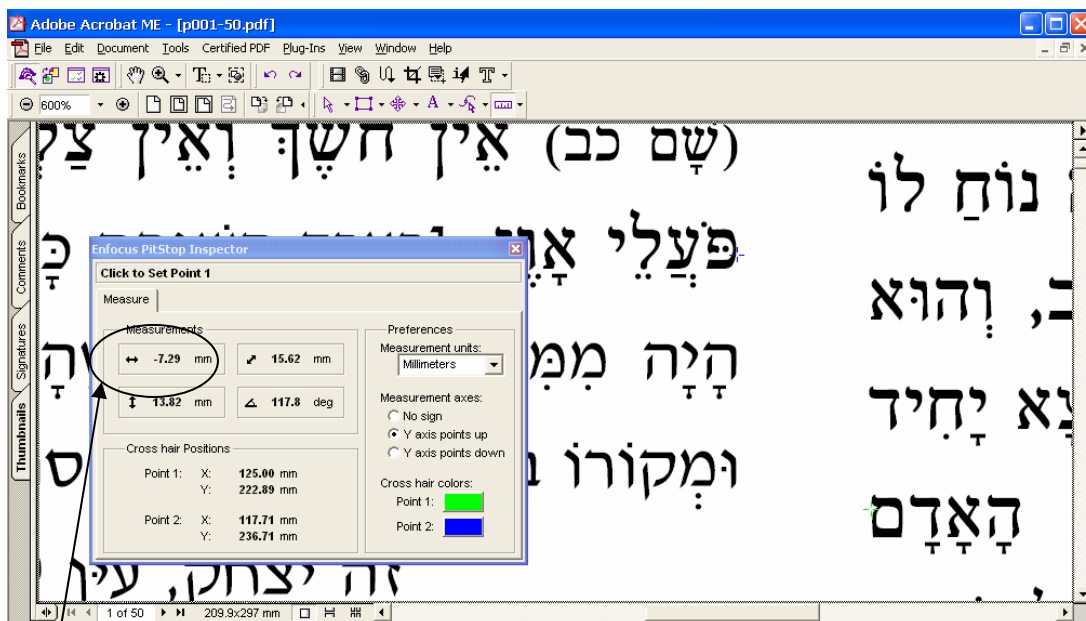 Adobe Acrobat ME - [p001-50.pdf]
File Edit Document Tools Certified PDF Plug-Ins View Window Help
600%
Bookmarks
Comments
Signatures
Thumbnails
(שָׁם כב) אֵין חֹשֶׁךְ וְאֵין
פֹּעֲלֵי
הָיָה
וּמְקוֹרוֹ
זה יצחק,
נוֹחַ לוֹ
וְהוּא
יָחִיד
הָאָדָם
Enfocus PitStop Inspector
Click to Set Point 1
Measure
Measurements
-7.29 mm
15.62 mm
13.82 mm
117.8 deg
Cross hair Positions
Point 1: X: 125.00 mm
Y: 222.89 mm
Point 2: X: 117.71 mm
Y: 236.71 mm
Preferences
Measurement units:
Millimeters
Measurement axes:
No sign
Y axis points up
Y axis points down
Cross hair colors:
Point 1:
Point 2:
1 of 50
209.9x297 mm